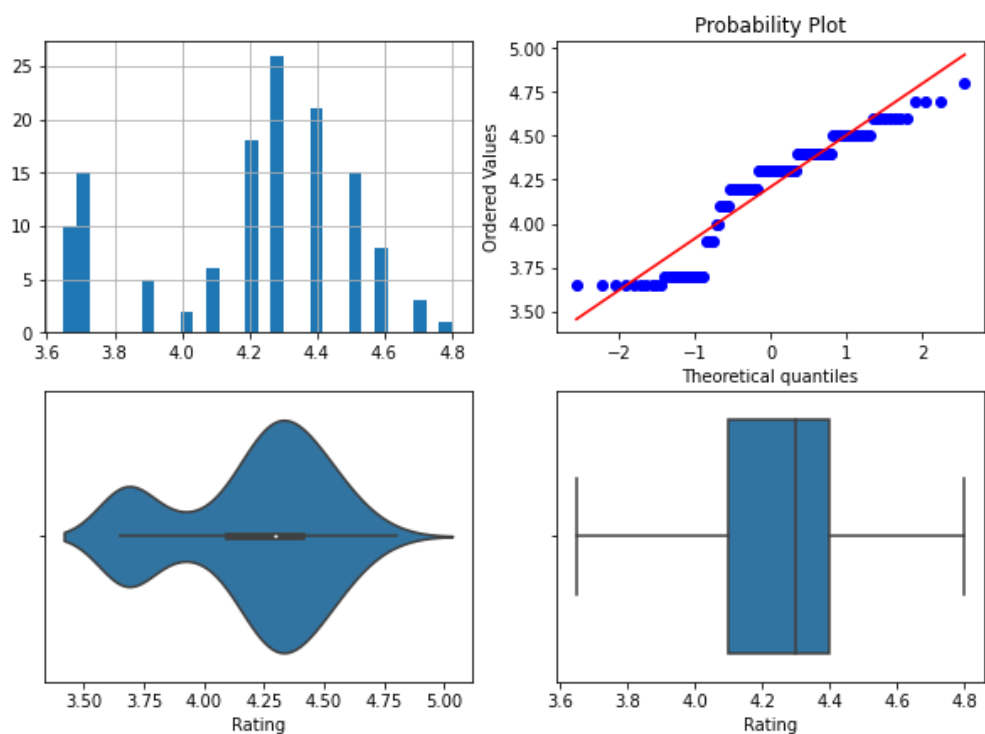 25
20
15
10
5
0
3.6 3.8 4.0 4.2 4.4 4.6 4.8
Probability Plot
5.00
4.75
4.50
4.25
4.00
3.75
3.50
Ordered Values
−2 −1 0 1 2
Theoretical quantiles
3.50 3.75 4.00 4.25 4.50 4.75 5.00
Rating
3.6 3.8 4.0 4.2 4.4 4.6 4.8
Rating